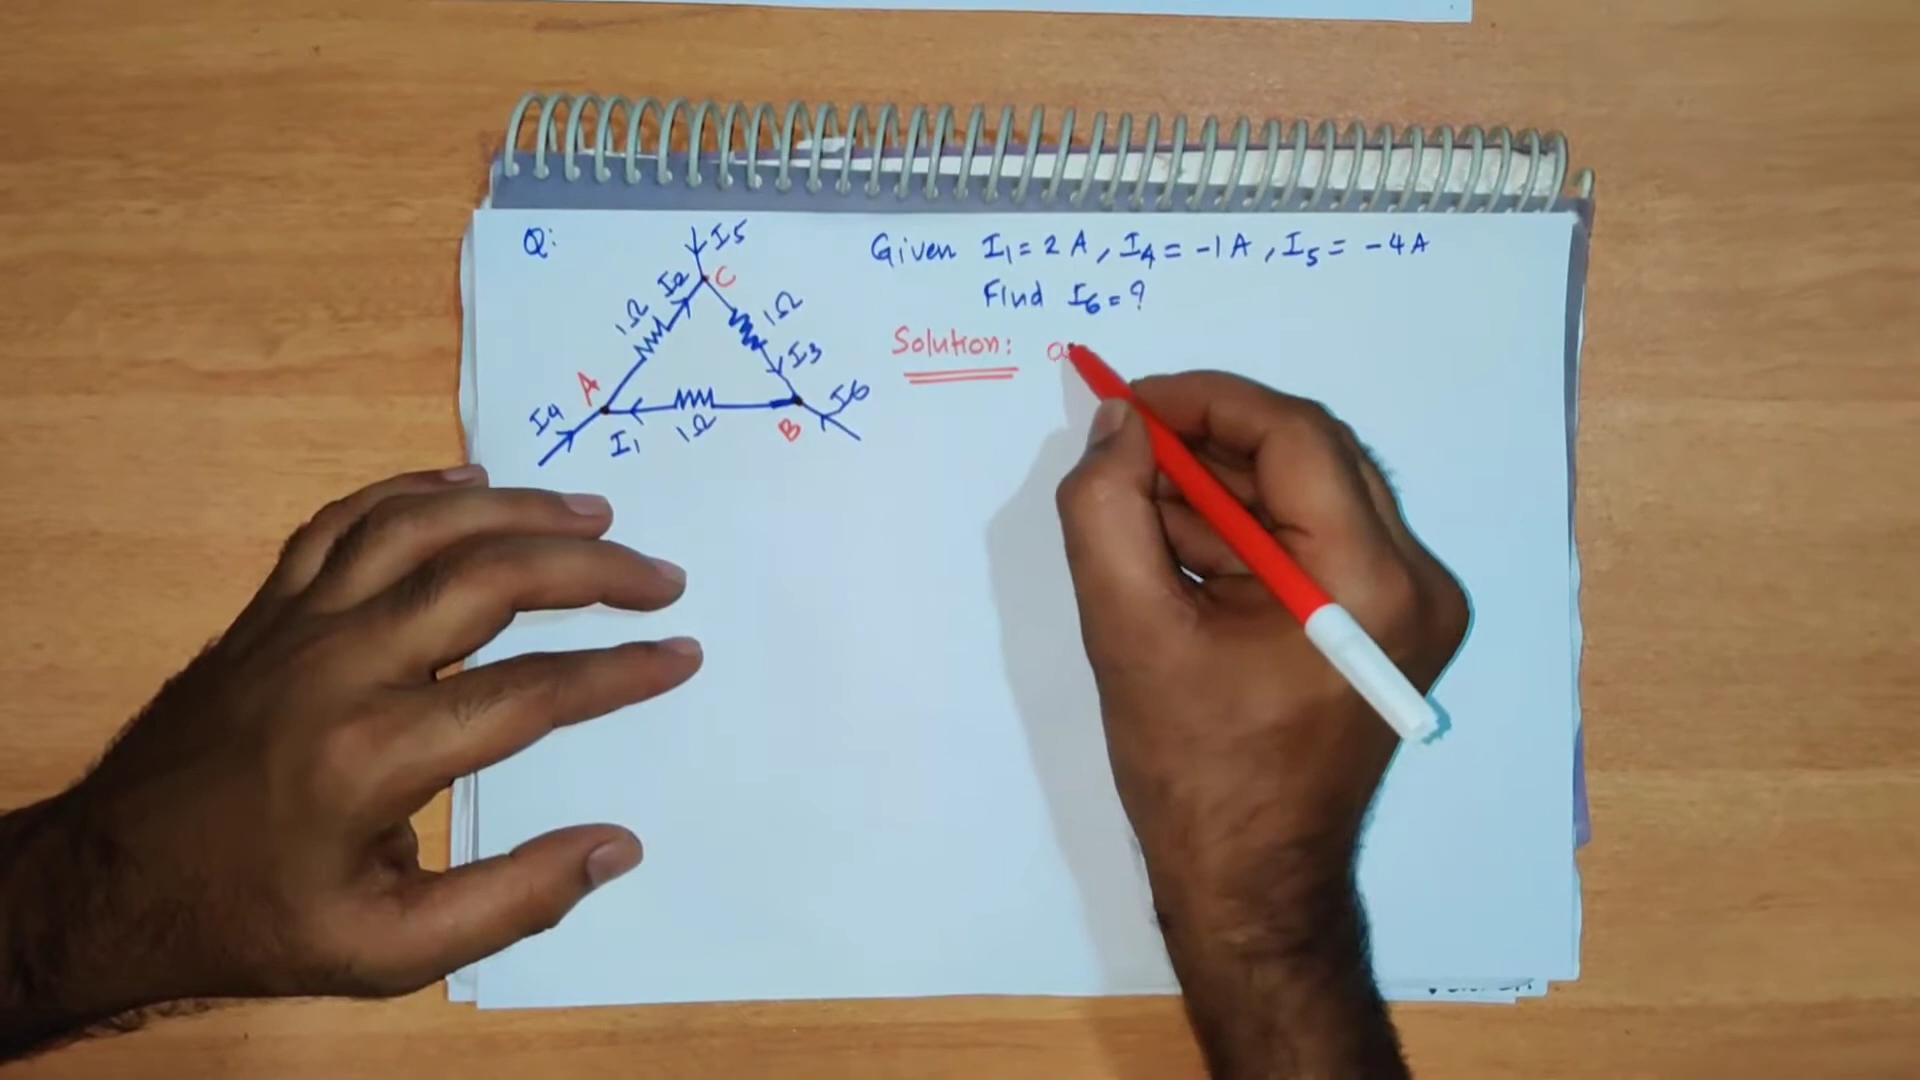 Q:
I5
C
I2
1Ω
1Ω
I3
A
I4
I1
1Ω
B
I6
Given I1 = 2 A, I4 = -1 A, I5 = -4 A
Find I6 = ?
Solution: a